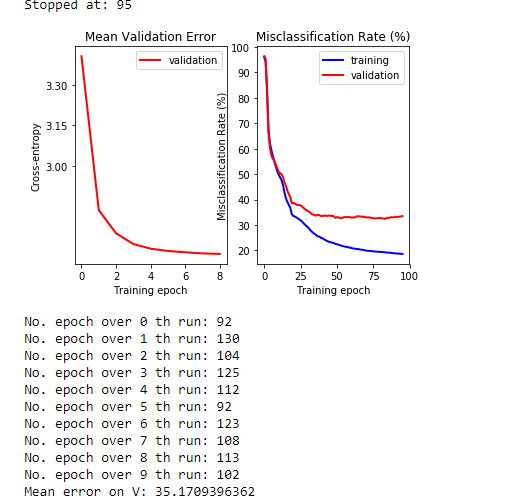 Stopped at: 95
Mean Validation Error
Misclassification Rate (%)
validation
training
validation
3.30
3.15
3.00
Cross-entropy
0 2 4 6 8
Training epoch
100
90
80
70
60
50
40
30
20
Misclassification Rate (%)
0 25 50 75 100
Training epoch
No. epoch over 0 th run: 92
No. epoch over 1 th run: 130
No. epoch over 2 th run: 104
No. epoch over 3 th run: 125
No. epoch over 4 th run: 112
No. epoch over 5 th run: 92
No. epoch over 6 th run: 123
No. epoch over 7 th run: 108
No. epoch over 8 th run: 113
No. epoch over 9 th run: 102
Mean error on V: 35.1709396362